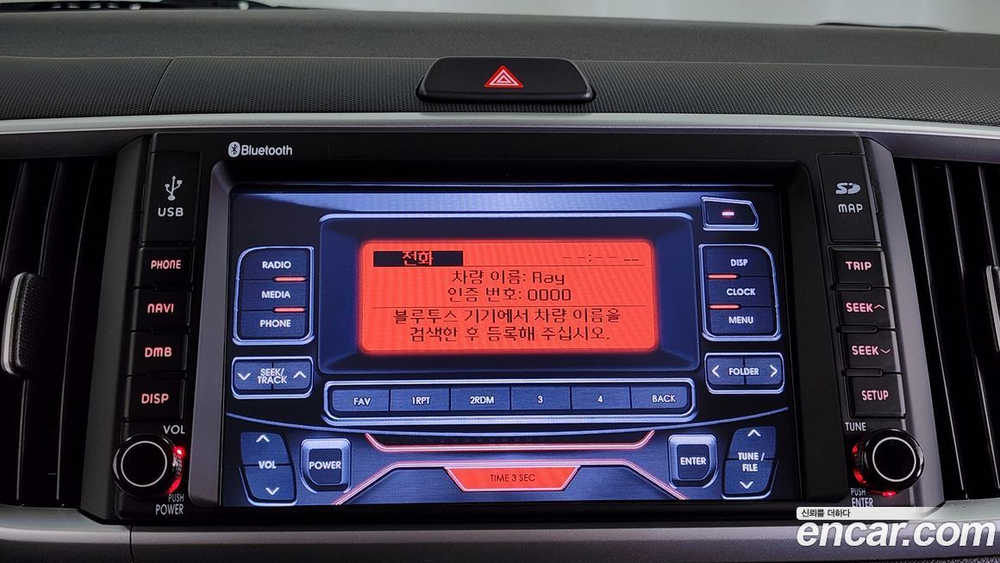 Bluetooth
USB
SD
MAP
PHONE
NAVI
DMB
DISP
VOL
PUSH
POWER
RADIO
MEDIA
PHONE
SEEK/
TRACK
전화
--:-- --
차량 이름: Ray
인증 번호: 0000
블루투스 기기에서 차량 이름을
검색한 후 등록해 주십시오.
DISP
CLOCK
MENU
FOLDER
FAV
1RPT
2RDM
3
4
BACK
VOL
POWER
TIME 3 SEC
ENTER
TUNE /
FILE
TRIP
SEEK
SEEK
SETUP
TUNE
PUSH
ENTER
신뢰를 더하다
encar.com